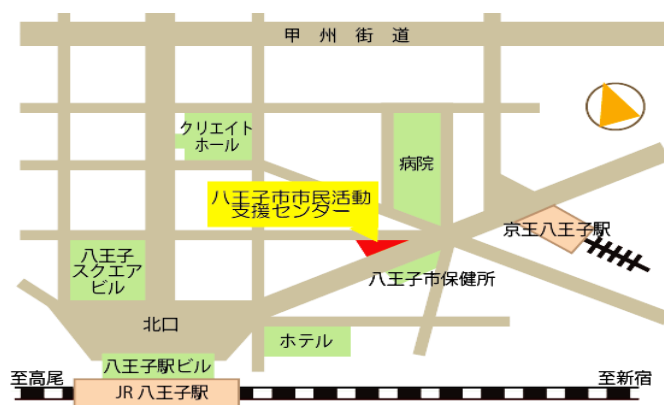 甲州街道
クリエイト
ホール
病院
八王子市市民活動
支援センター
京王八王子駅
八王子
スクエア
ビル
八王子市保健所
北口
ホテル
八王子駅ビル
至高尾
至新宿
JR八王子駅